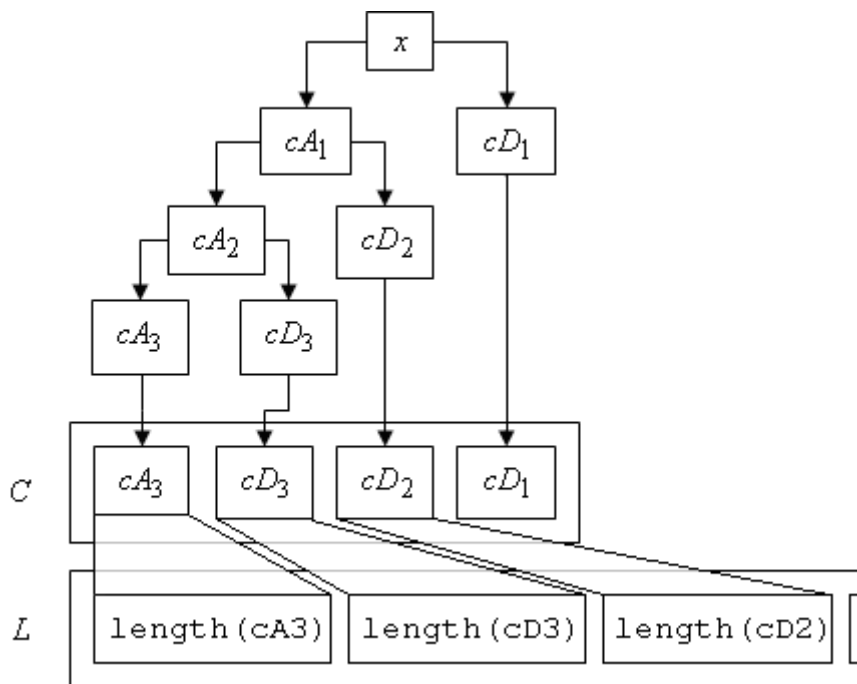 x
cA1 cD1
cA2 cD2
cA3 cD3
C cA3 cD3 cD2 cD1
L length(cA3) length(cD3) length(cD2)